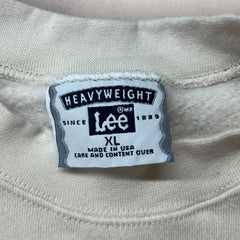 HEAVYWEIGHT
SINCE 1889
Lee
XL
MADE IN USA
CARE AND CONTENT OVER